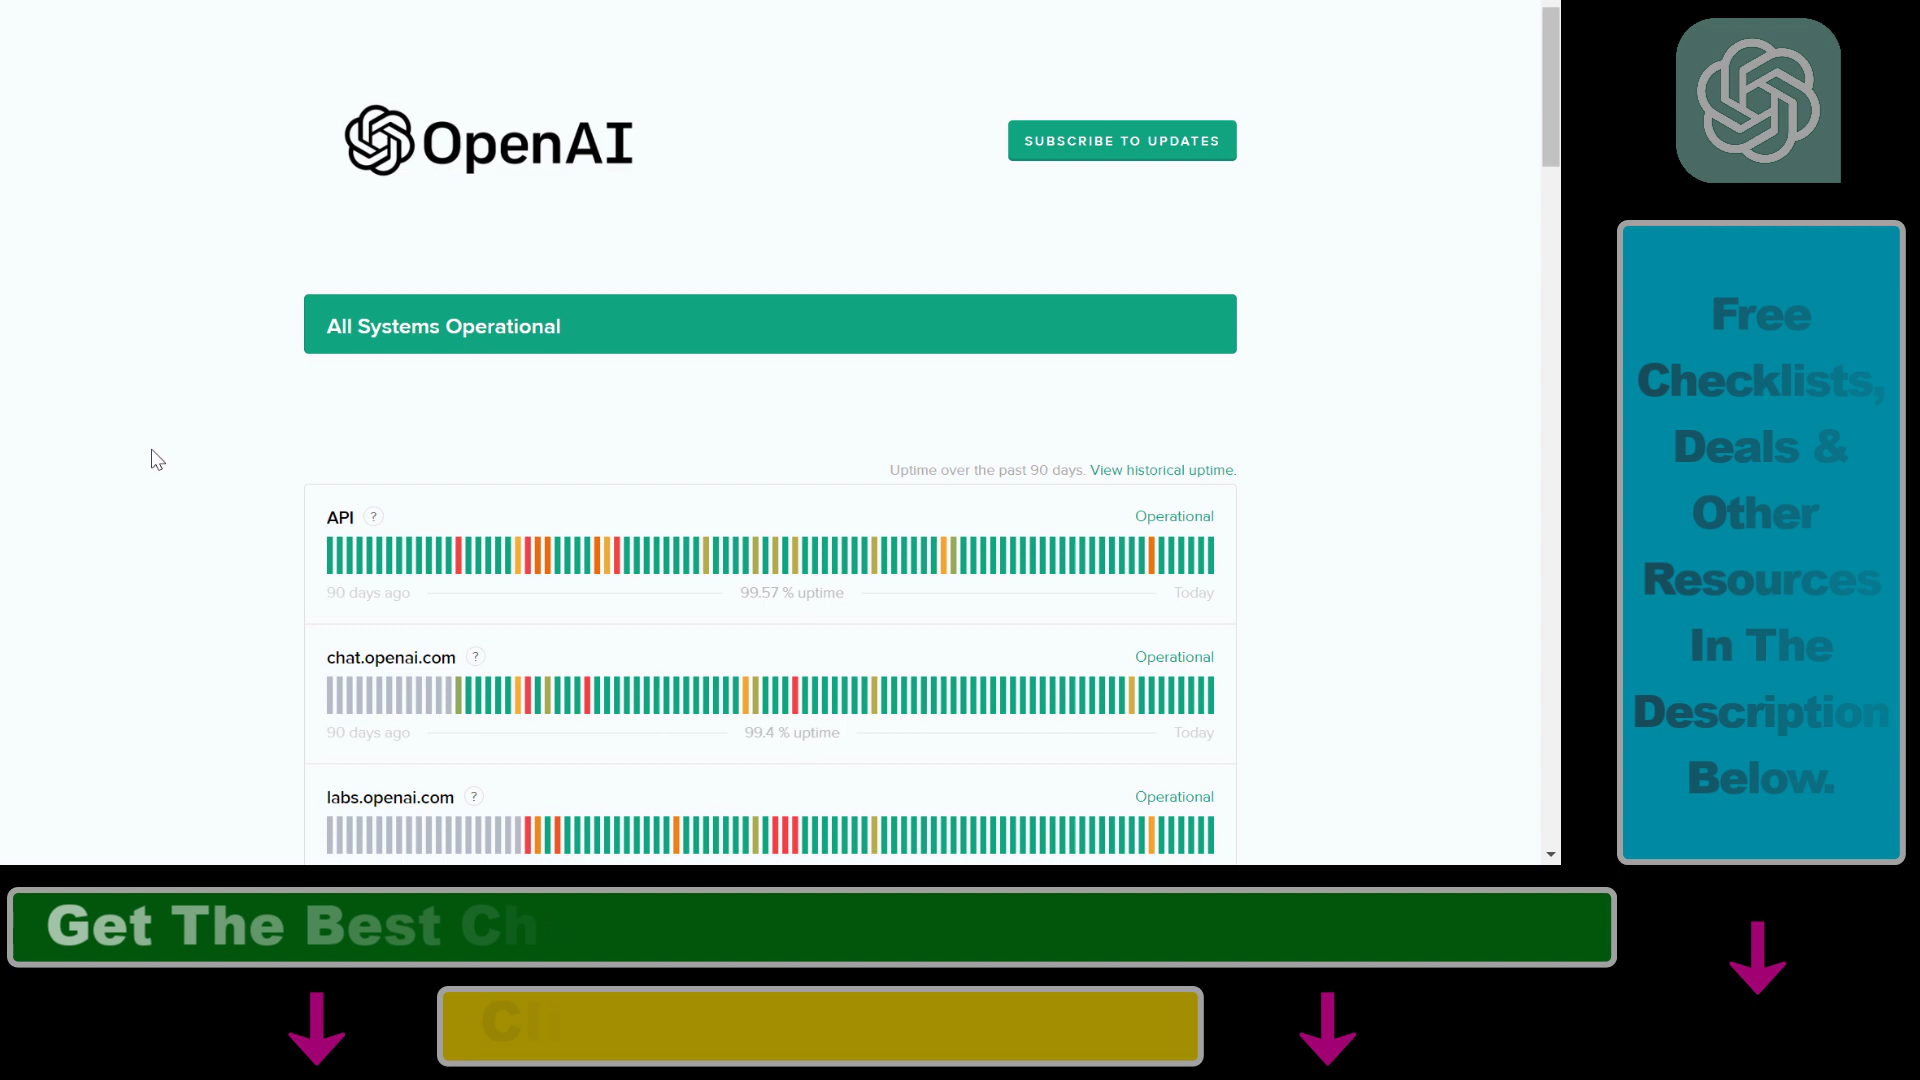 OpenAI
SUBSCRIBE TO UPDATES
All Systems Operational
Uptime over the past 90 days. View historical uptime.
API ?
Operational
90 days ago
99.57 % uptime
Today
chat.openai.com ?
Operational
90 days ago
99.4 % uptime
Today
labs.openai.com ?
Operational
Free
Checklists,
Deals &
Other
Resources
In The
Description
Below.
Get The Best Ch